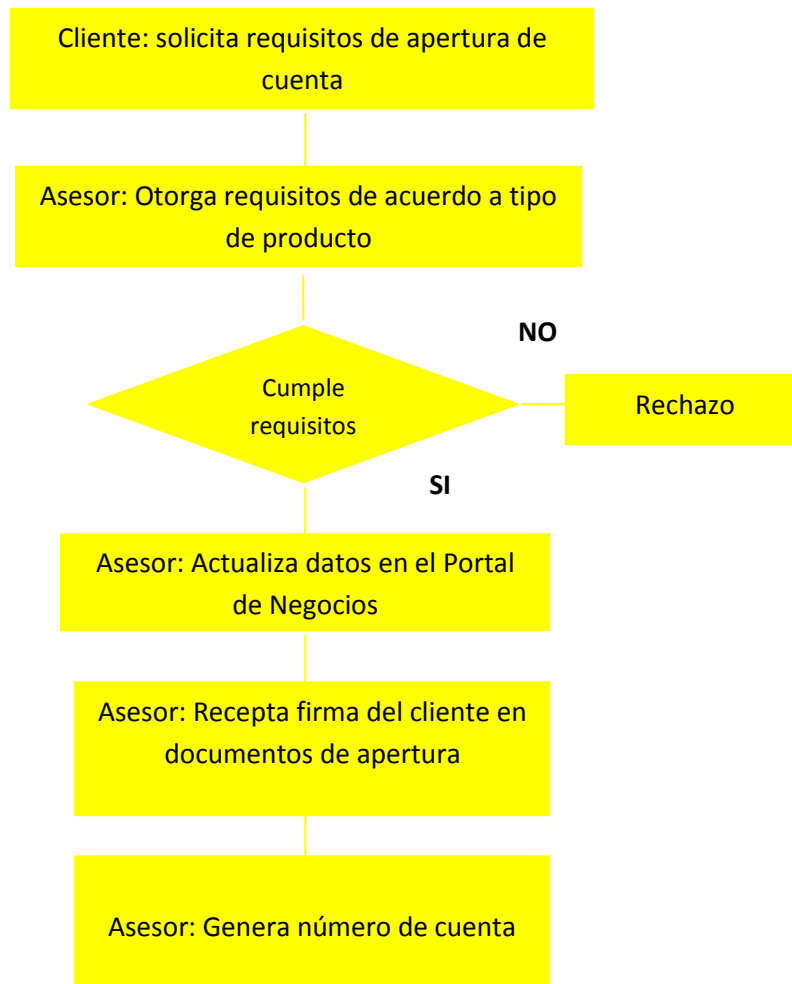 Cliente: solicita requisitos de apertura de
cuenta
Asesor: Otorga requisitos de acuerdo a tipo
de producto
NO
Cumple
requisitos
Rechazo
SI
Asesor: Actualiza datos en el Portal
de Negocios
Asesor: Recepta firma del cliente en
documentos de apertura
Asesor: Genera número de cuenta